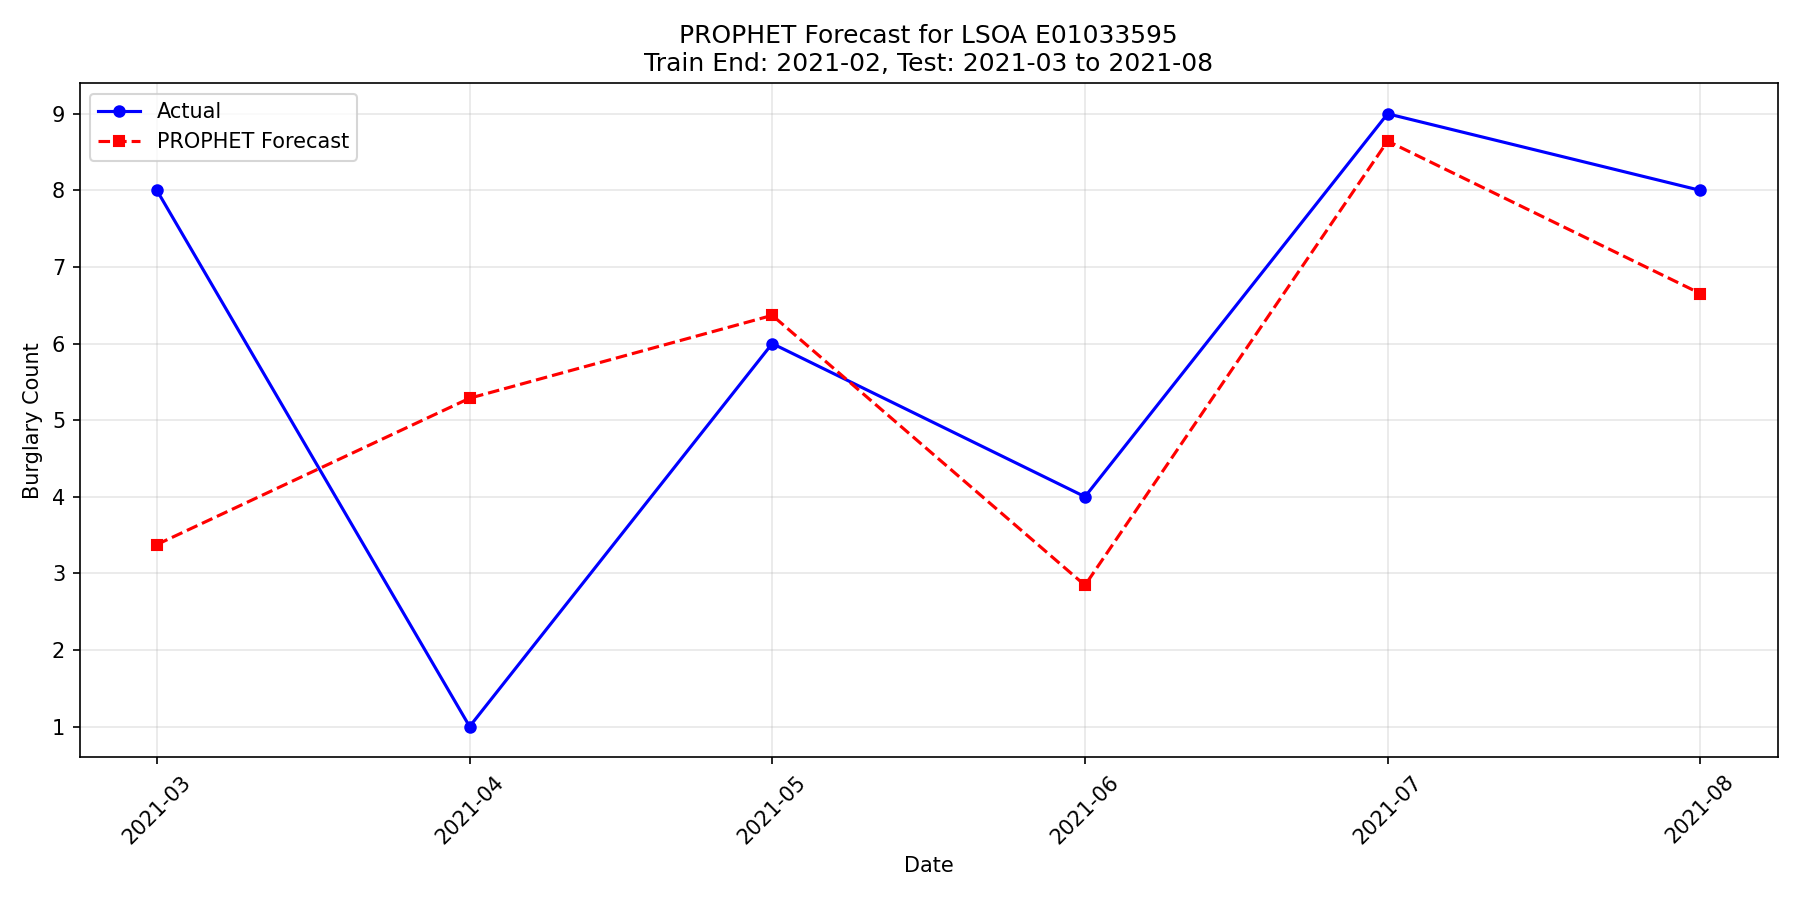 PROPHET Forecast for LSOA E01033595
Train End: 2021-02, Test: 2021-03 to 2021-08
Actual
PROPHET Forecast
Burglary Count
9
8
7
6
5
4
3
2
1
2021-03
2021-04
2021-05
2021-06
2021-07
2021-08
Date